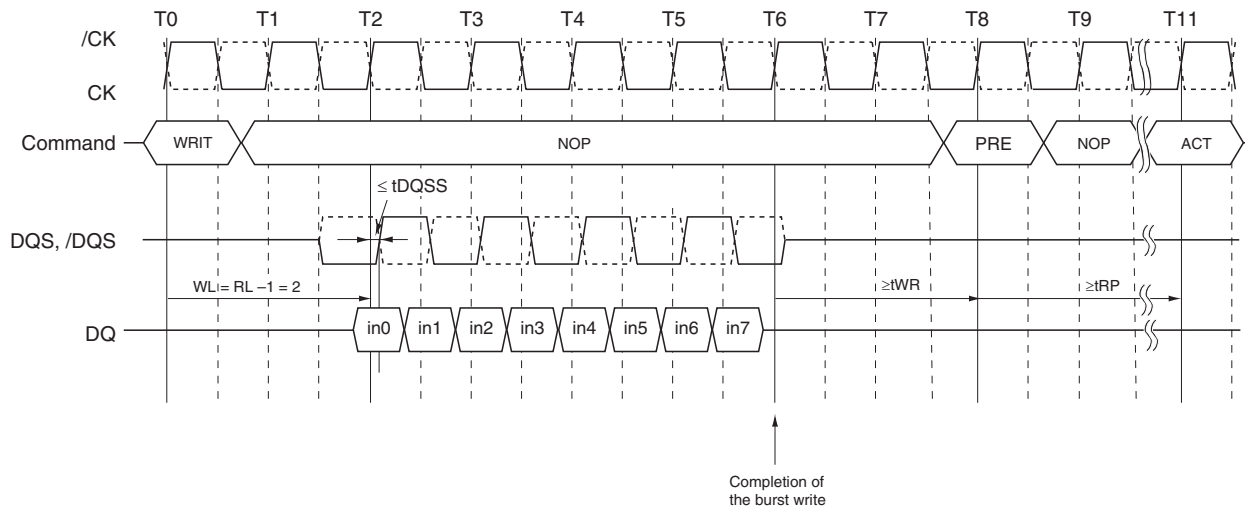 T0 T1 T2 T3 T4 T5 T6 T7 T8 T9 T11
/CK
CK
Command WRIT NOP PRE NOP ACT
≤ tDQSS
DQS, /DQS
WL = RL −1 = 2 ≥tWR ≥tRP
DQ in0 in1 in2 in3 in4 in5 in6 in7
Completion of
the burst write